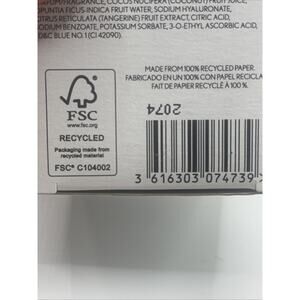 COCOS NUCIFERA (COCONUT) FRUIT JUICE,
OPUNTIA FICUS-INDICA FRUIT WATER, SODIUM HYALURONATE,
CITRUS RETICULATA (TANGERINE) FRUIT EXTRACT, CITRIC ACID,
SODIUM BENZOATE, POTASSIUM SORBATE, 3-O-ETHYL ASCORBIC ACID,
D&C BLUE NO. 1 (CI 42090).
MADE FROM 100% RECYCLED PAPER.
FABRICADO EN UN 100% CON PAPEL RECICLA
FAIT DE PAPIER RECYCLÉ À 100%.
FSC
www.fsc.org
RECYCLED
Packaging made from
recycled material
FSC® C104002
2074
3 616303 074739 >